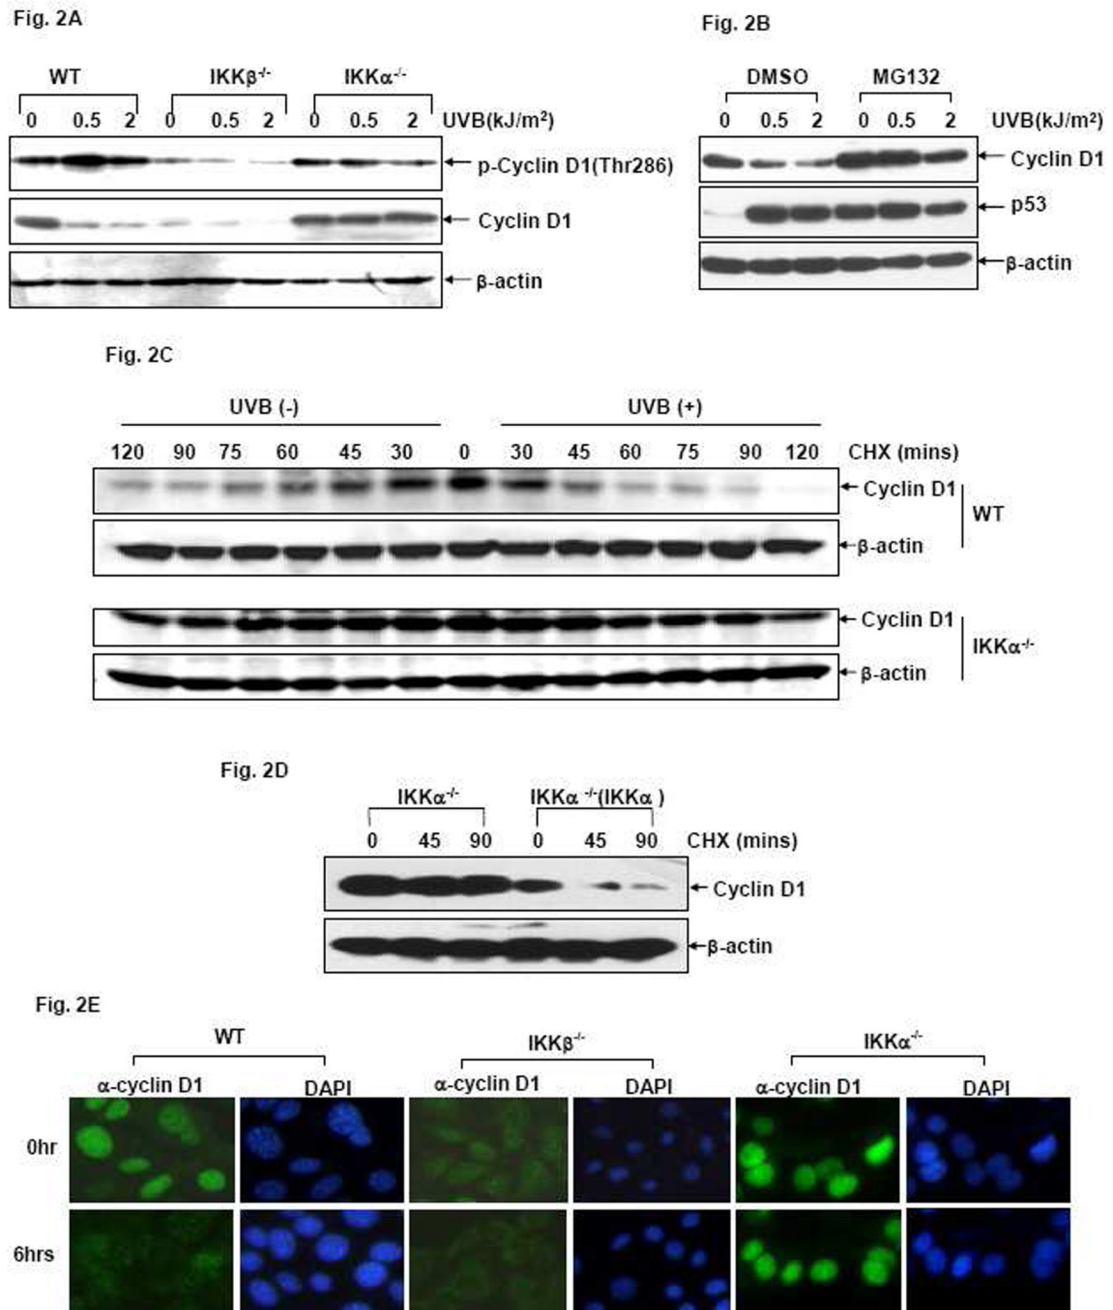 Fig. 2A
WT IKKβ-/- IKKα-/-
0 0.5 2 0 0.5 2 0 0.5 2 UVB(kJ/m²)
p-Cyclin D1(Thr286)
Cyclin D1
β-actin
Fig. 2B
DMSO MG132
0 0.5 2 0 0.5 2 UVB(kJ/m²)
Cyclin D1
p53
β-actin
Fig. 2C
UVB (-) UVB (+)
120 90 75 60 45 30 0 30 45 60 75 90 120 CHX (mins)
Cyclin D1
WT
β-actin
Cyclin D1
IKKα-/-
β-actin
Fig. 2D
IKKα-/- IKKα -/-(IKKα )
0 45 90 0 45 90 CHX (mins)
Cyclin D1
β-actin
Fig. 2E
WT IKKβ-/- IKKα-/-
α-cyclin D1 DAPI α-cyclin D1 DAPI α-cyclin D1 DAPI
0hr
6hrs